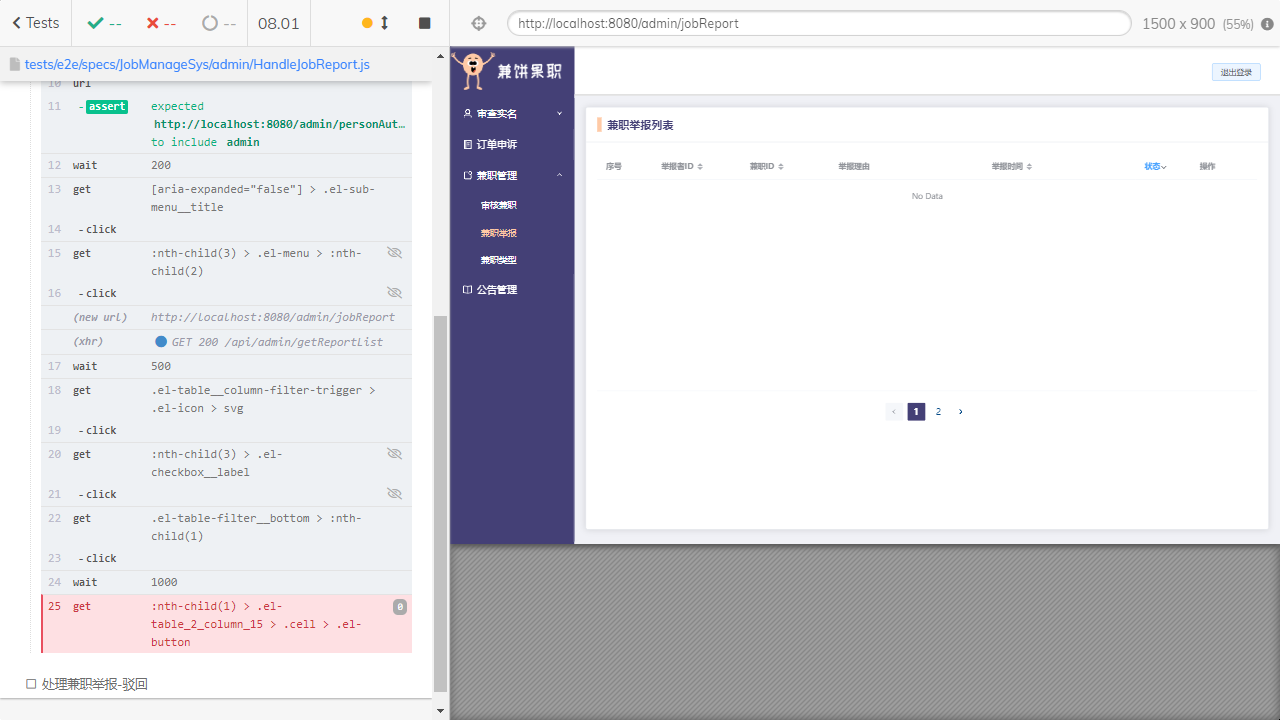 Tests
--
--
--
08.01
http://localhost:8080/admin/jobReport
1500 x 900 (55%)
tests/e2e/specs/JobManageSys/admin/HandleJobReport.js
10 url
11 -assert expected
http://localhost:8080/admin/personAut...
to include admin
12 wait 200
13 get [aria-expanded="false"] > .el-sub-
menu__title
14 -click
15 get :nth-child(3) > .el-menu > :nth-
child(2)
16 -click
(new url) http://localhost:8080/admin/jobReport
(xhr) GET 200 /api/admin/getReportList
17 wait 500
18 get .el-table__column-filter-trigger >
.el-icon > svg
19 -click
20 get :nth-child(3) > .el-
checkbox__label
21 -click
22 get .el-table-filter__bottom > :nth-
child(1)
23 -click
24 wait 1000
25 get :nth-child(1) > .el-
table_2_column_15 > .cell > .el-
button
0
处理兼职举报-驳回
兼饼果职
审查实名
订单申诉
兼职管理
审核兼职
兼职举报
兼职类型
公告管理
退出登录
兼职举报列表
序号 举报者ID 兼职ID 举报理由 举报时间 状态 操作
No Data
1 2